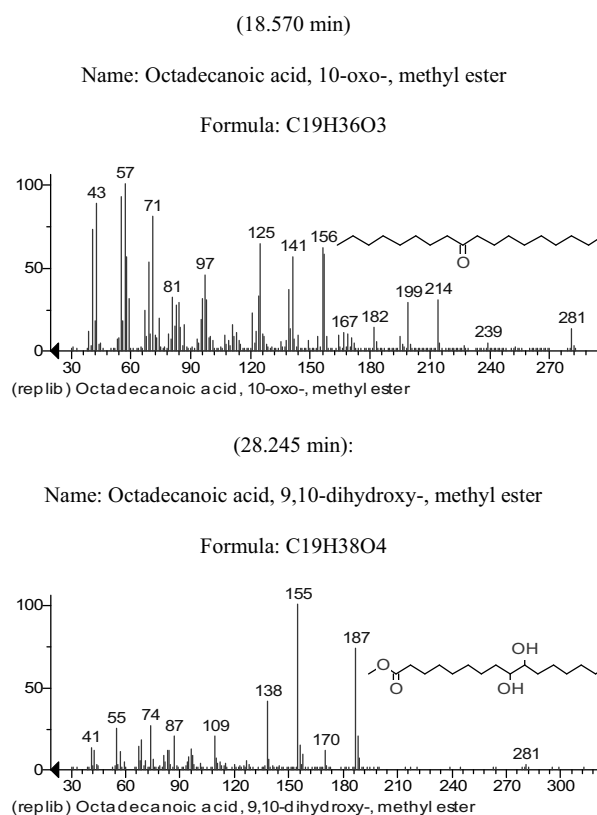 (18.570 min)
Name: Octadecanoic acid, 10-oxo-, methyl ester
Formula: C19H36O3
100
57
43
71
125
141
156
O
50
97
81
199
214
167
182
239
281
0
30 60 90 120 150 180 210 240 270
(replib) Octadecanoic acid, 10-oxo-, methyl ester
(28.245 min):
Name: Octadecanoic acid, 9,10-dihydroxy-, methyl ester
Formula: C19H38O4
100
155
187
OH
O
O
OH
50
138
41
55
74
87
109
170
281
0
30 60 90 120 150 180 210 240 270 300
(replib) Octadecanoic acid, 9,10-dihydroxy-, methyl ester